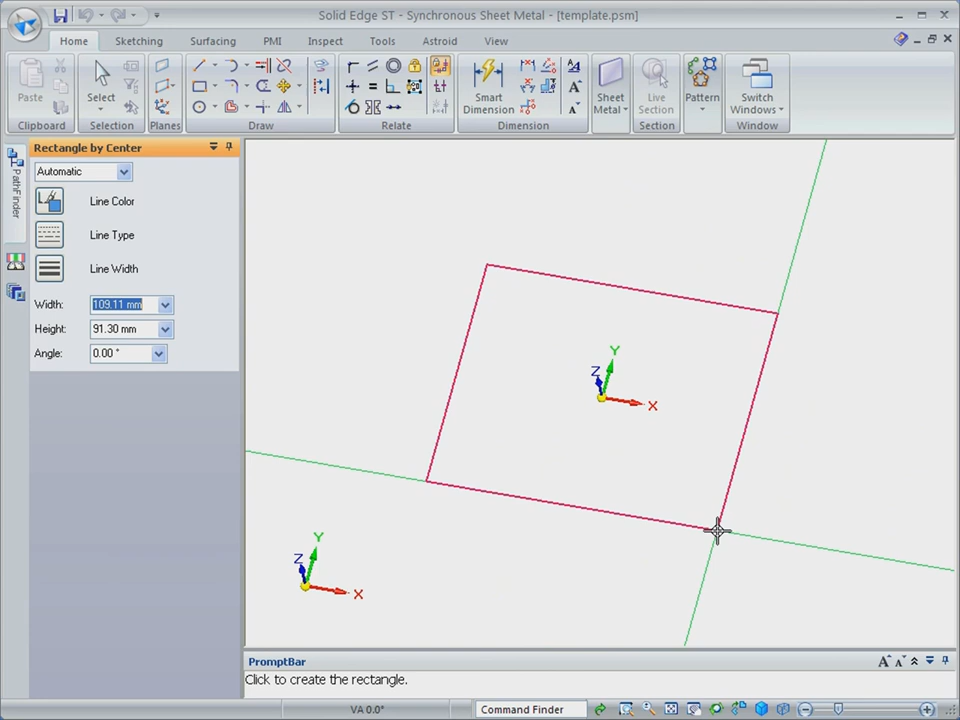 Solid Edge ST - Synchronous Sheet Metal - [template.psm]
Home Sketching Surfacing PMI Inspect Tools Astroid View
Paste Select Smart Dimension Sheet Metal Live Section Pattern Switch Windows
Clipboard Selection Planes Draw Relate Dimension Section Window
Rectangle by Center
PathFinder
Automatic
Line Color
Line Type
Line Width
Width: 109.11 mm
Height: 91.30 mm
Angle: 0.00 °
Y
Z
X
Y
Z
X
PromptBar
Click to create the rectangle.
VA 0.0° Command Finder